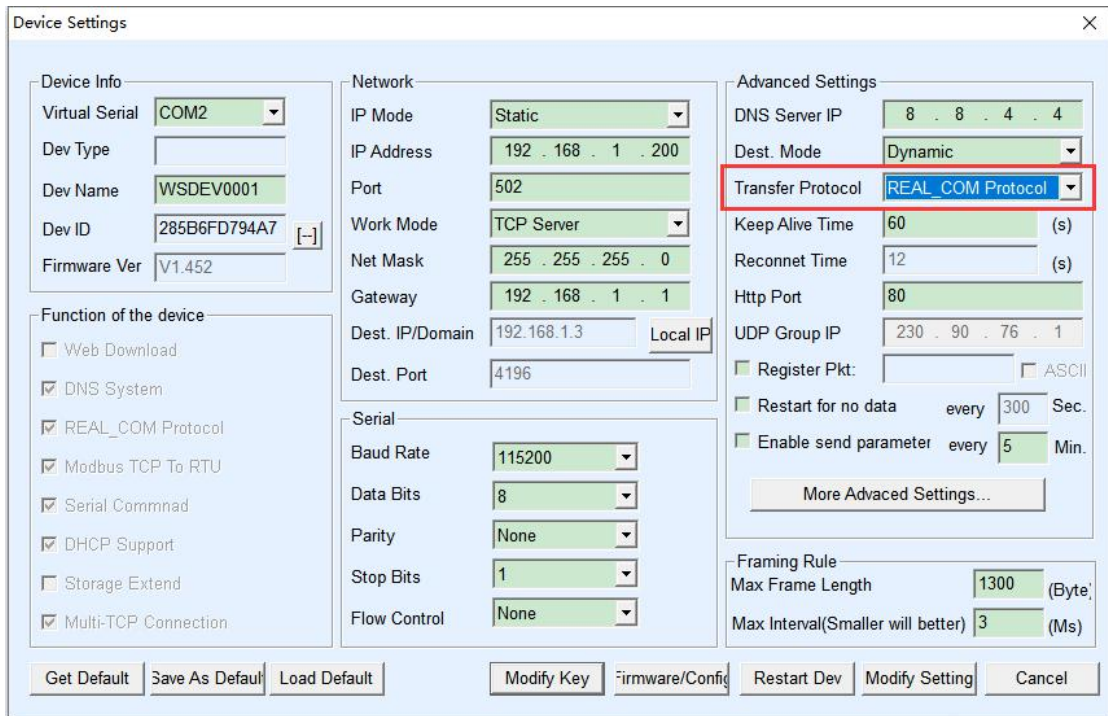 Device Settings
Device Info
Virtual Serial COM2
Dev Type
Dev Name WSDEV0001
Dev ID 285B6FD794A7 [--]
Firmware Ver V1.452
Function of the device
Web Download
DNS System
REAL_COM Protocol
Modbus TCP To RTU
Serial Commnad
DHCP Support
Storage Extend
Multi-TCP Connection
Network
IP Mode Static
IP Address 192 . 168 . 1 . 200
Port 502
Work Mode TCP Server
Net Mask 255 . 255 . 255 . 0
Gateway 192 . 168 . 1 . 1
Dest. IP/Domain 192.168.1.3 Local IP
Dest. Port 4196
Serial
Baud Rate 115200
Data Bits 8
Parity None
Stop Bits 1
Flow Control None
Advanced Settings
DNS Server IP 8 . 8 . 4 . 4
Dest. Mode Dynamic
Transfer Protocol REAL_COM Protocol
Keep Alive Time 60 (s)
Reconnet Time 12 (s)
Http Port 80
UDP Group IP 230 . 90 . 76 . 1
Register Pkt: ASCII
Restart for no data every 300 Sec.
Enable send parameter every 5 Min.
More Advaced Settings...
Framing Rule
Max Frame Length 1300 (Byte)
Max Interval(Smaller will better) 3 (Ms)
Get Default Save As Defaul Load Default Modify Key Firmware/Config Restart Dev Modify Setting Cancel